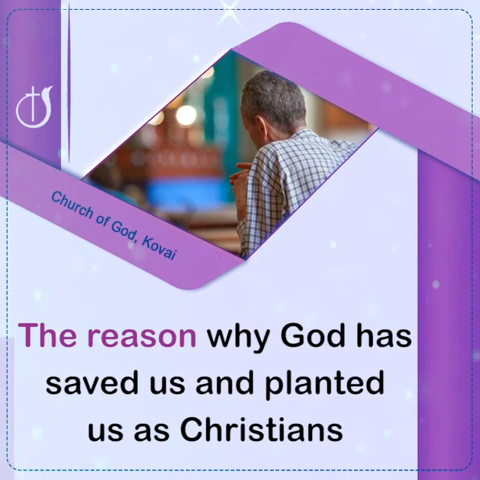 Church of God, Kovai
The reason why God has
saved us and planted
us as Christians